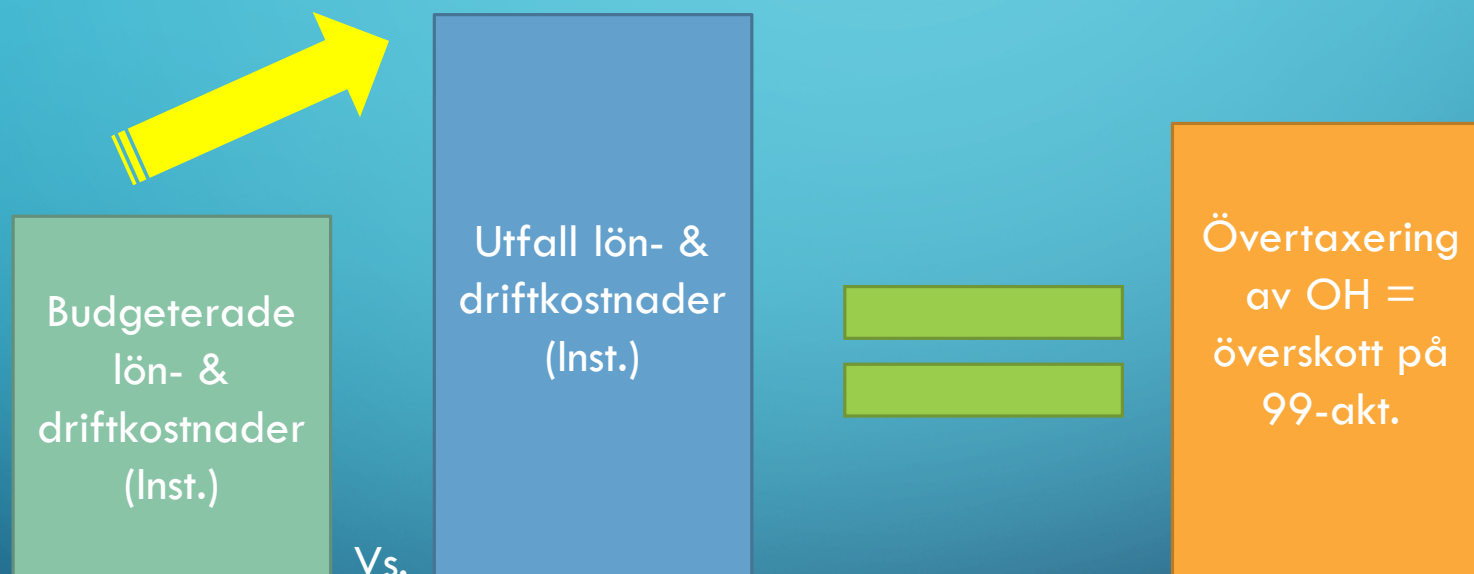 Budgeterade
lön- &
driftkostnader
(Inst.)
Vs.
Utfall lön- &
driftkostnader
(Inst.)
Övertaxering
av OH =
överskott på
99-akt.